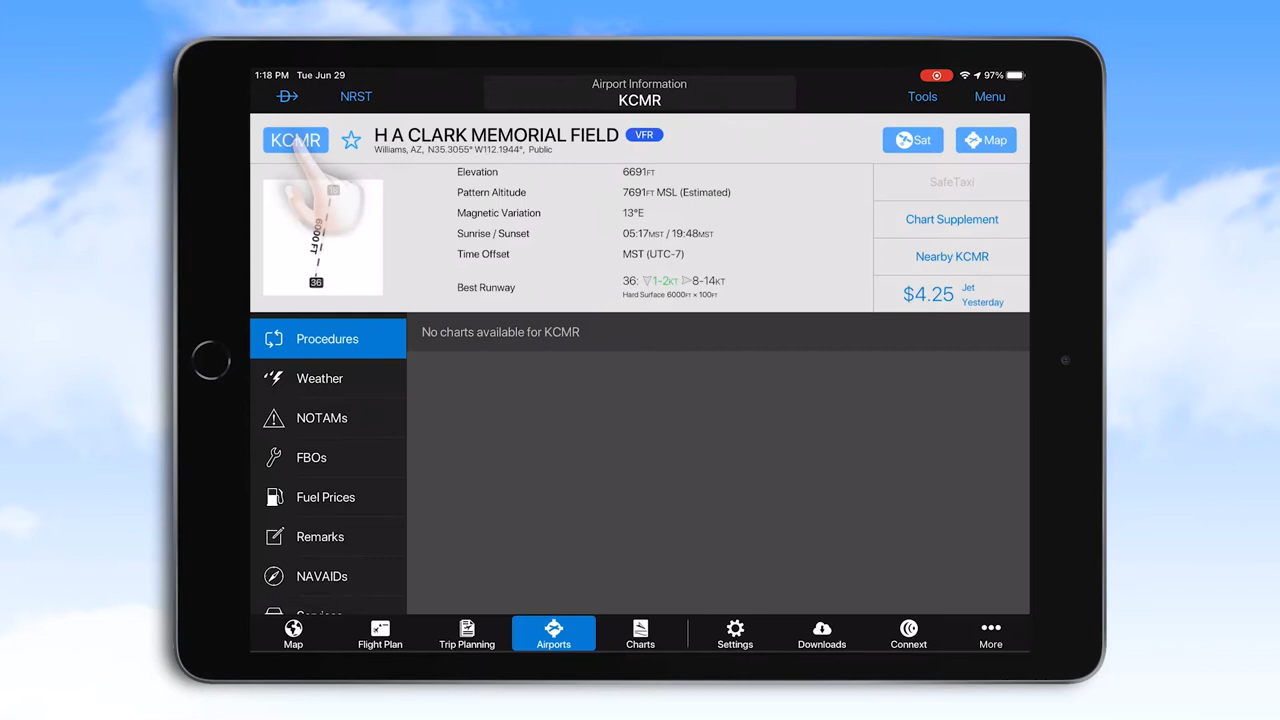 1:18 PM Tue Jun 29
97%
NRST
Airport Information
KCMR
Tools
Menu
KCMR
H A CLARK MEMORIAL FIELD
VFR
Williams, AZ, N35.3055° W112.1944°, Public
Sat
Map
6000 FT
36
Elevation
6691FT
Pattern Altitude
7691FT MSL (Estimated)
Magnetic Variation
13°E
Sunrise / Sunset
05:17MST / 19:48MST
Time Offset
MST (UTC-7)
Best Runway
36: 1-2KT 8-14KT
Hard Surface 6000FT × 100FT
SafeTaxi
Chart Supplement
Nearby KCMR
$4.25
Jet
Yesterday
Procedures
Weather
NOTAMs
FBOs
Fuel Prices
Remarks
NAVAIDs
No charts available for KCMR
Map
Flight Plan
Trip Planning
Airports
Charts
Settings
Downloads
Connext
More